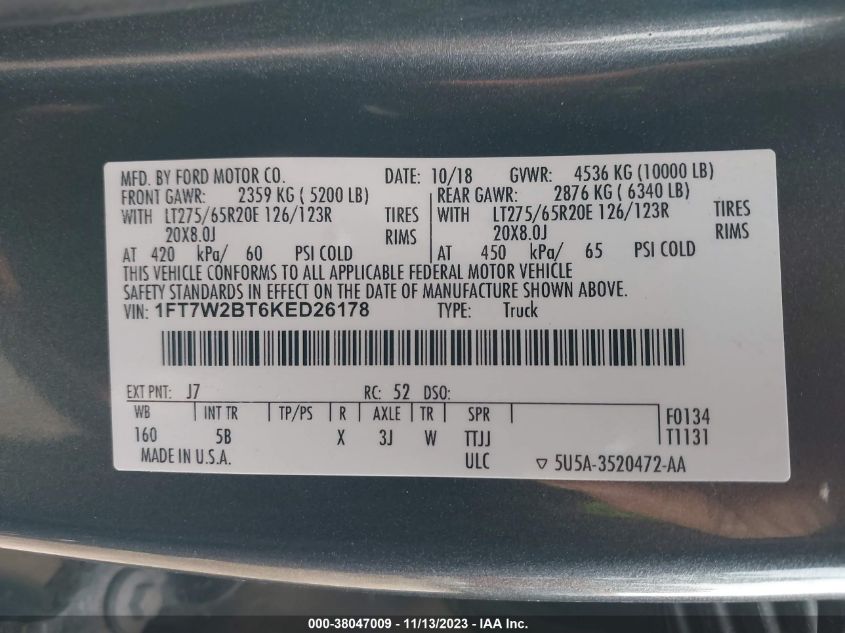 MFD. BY FORD MOTOR CO. DATE: 10/18 GVWR: 4536 KG (10000 LB)
FRONT GAWR: 2359 KG ( 5200 LB) REAR GAWR: 2876 KG ( 6340 LB)
WITH LT275/65R20E 126/123R TIRES WITH LT275/65R20E 126/123R TIRES
20X8.0J RIMS 20X8.0J RIMS
AT 420 kPa/ 60 PSI COLD AT 450 kPa/ 65 PSI COLD
THIS VEHICLE CONFORMS TO ALL APPLICABLE FEDERAL MOTOR VEHICLE
SAFETY STANDARDS IN EFFECT ON THE DATE OF MANUFACTURE SHOWN ABOVE.
VIN: 1FT7W2BT6KED26178 TYPE: Truck
EXT PNT: J7 RC: 52 DSO:
WB INT TR TP/PS R AXLE TR SPR F0134
160 5B X 3J W TTJJ T1131
MADE IN U.S.A. ULC ▽ 5U5A-3520472-AA
000-38047009 - 11/13/2023 - IAA Inc.